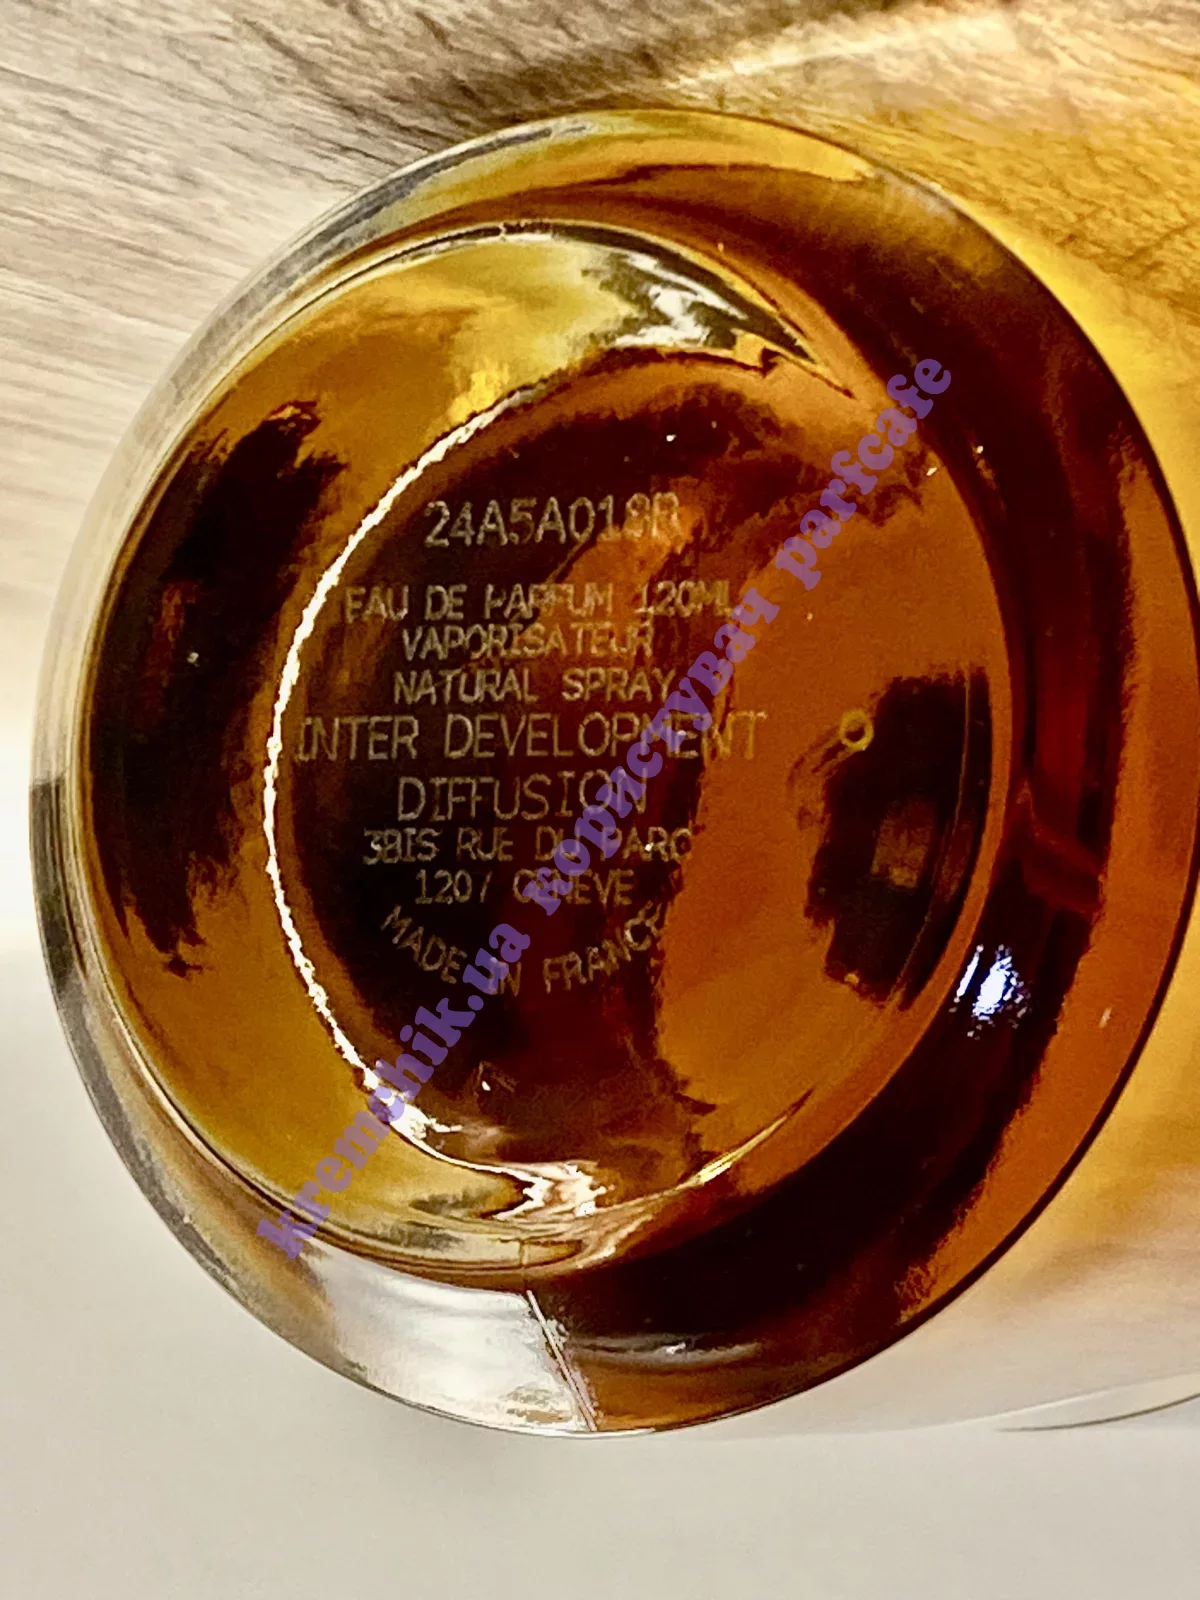 24A5A018R
EAU DE PARFUM 120ML
VAPORISATEUR
NATURAL SPRAY
INTER DEVELOPMENT
DIFFUSION
3BIS RUE DU PARC
1207 GENEVE
MADE IN FRANCE
kremchik.ua користувач parfcafe